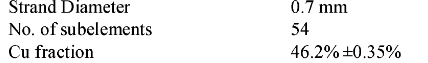 Strand Diameter 0.7 mm
No. of subelements 54
Cu fraction 46.2% ±0.35%